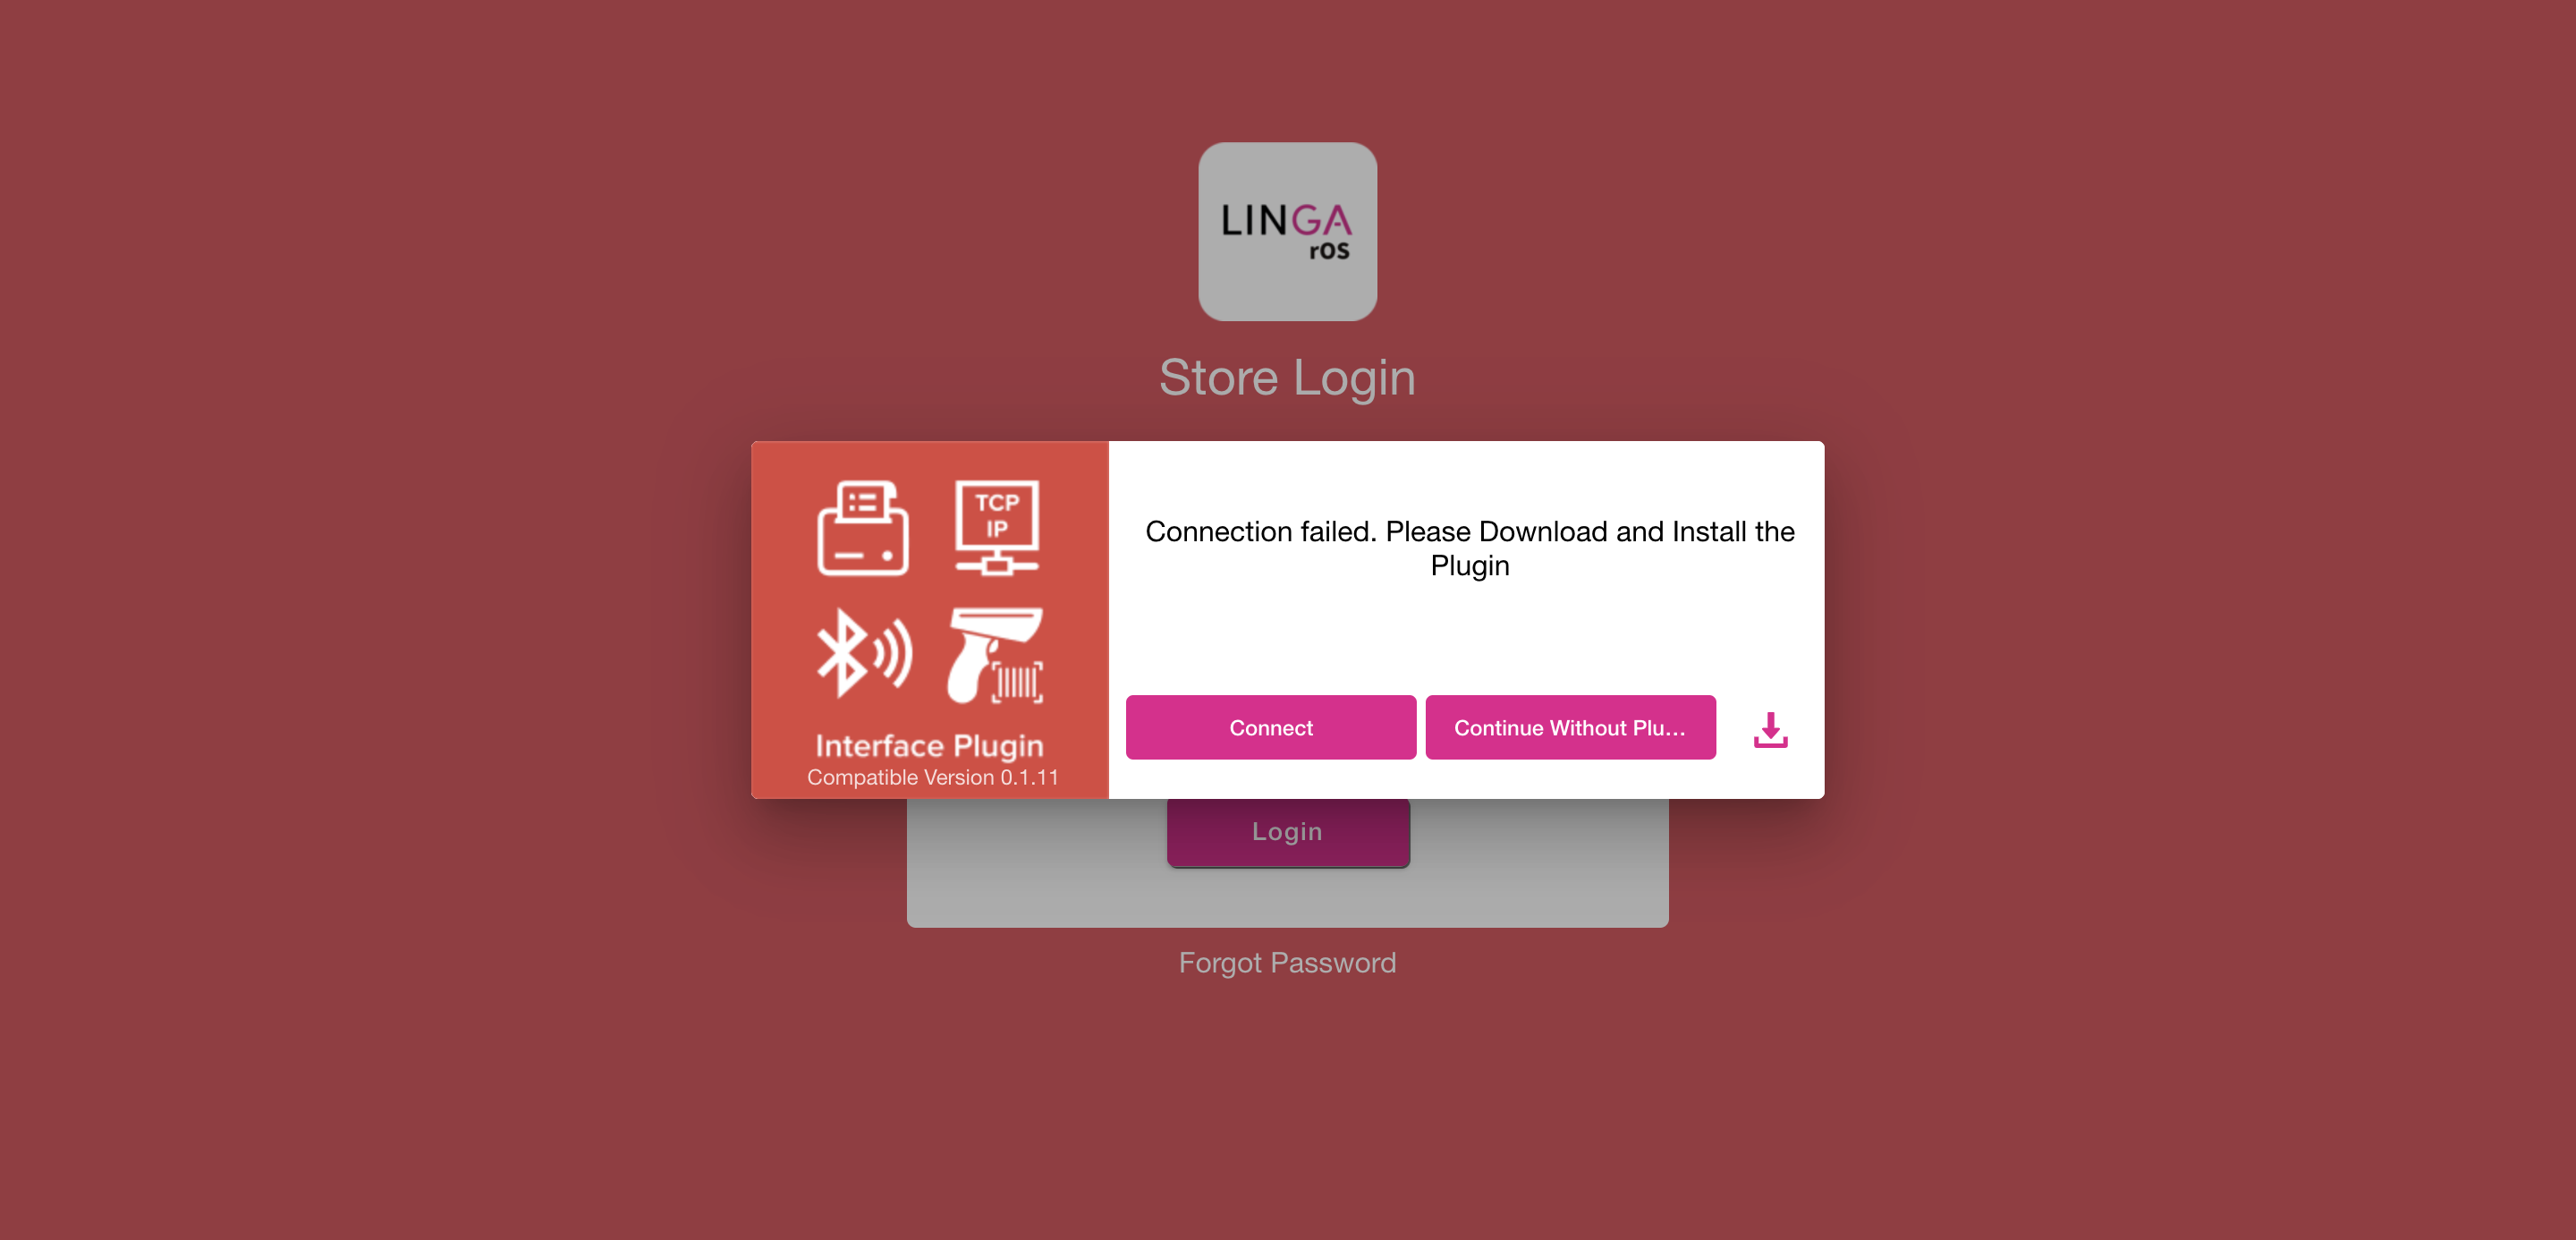 LINGA
rOS
Store Login
TCP
IP
Interface Plugin
Compatible Version 0.1.11
Connection failed. Please Download and Install the
Plugin
Connect
Continue Without Plu...
Login
Forgot Password